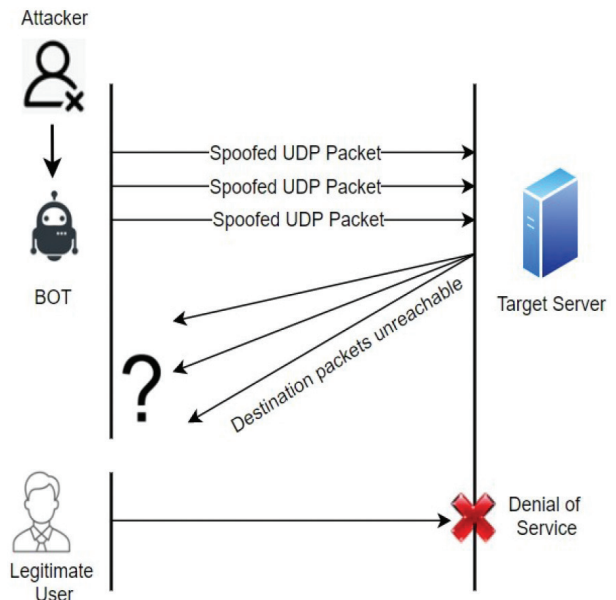 Attacker
Spoofed UDP Packet
Spoofed UDP Packet
Spoofed UDP Packet
BOT
Target Server
Destination packets unreachable
?
Denial of
Service
Legitimate
User